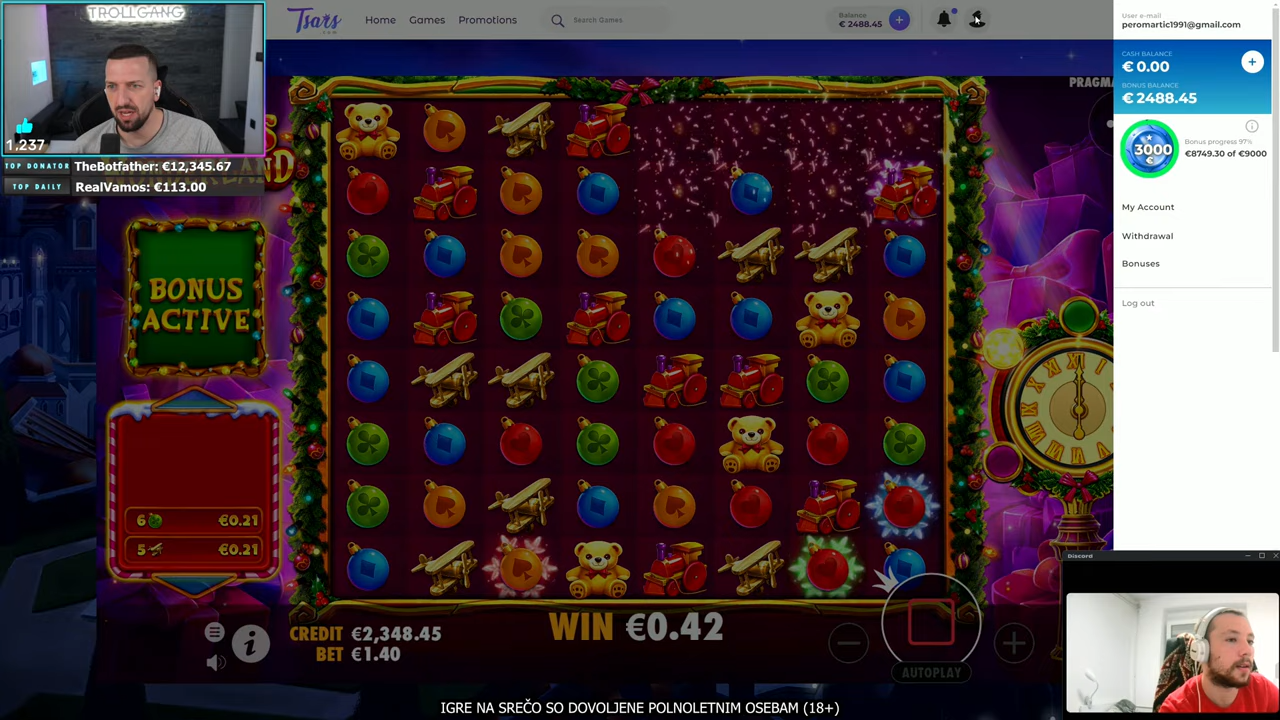 TROLLGANG
1,237
TOP DONATOR TheBotfather: €12,345.67
TOP DAILY RealVamos: €113.00
Tsars
.com
Home Games Promotions
Search Games
Balance
€ 2488.45
User e-mail
peromartic1991@gmail.com
CASH BALANCE
€ 0.00
BONUS BALANCE
€ 2488.45
3000
€
Bonus progress 97%
€8749.30 of €9000
My Account
Withdrawal
Bonuses
Log out
PRAGMA
BONUS
ACTIVE
6 €0.21
5 €0.21
CREDIT €2,348.45
BET €1.40
WIN €0.42
AUTOPLAY
Discord
IGRE NA SREČO SO DOVOLJENE POLNOLETNIM OSEBAM (18+)